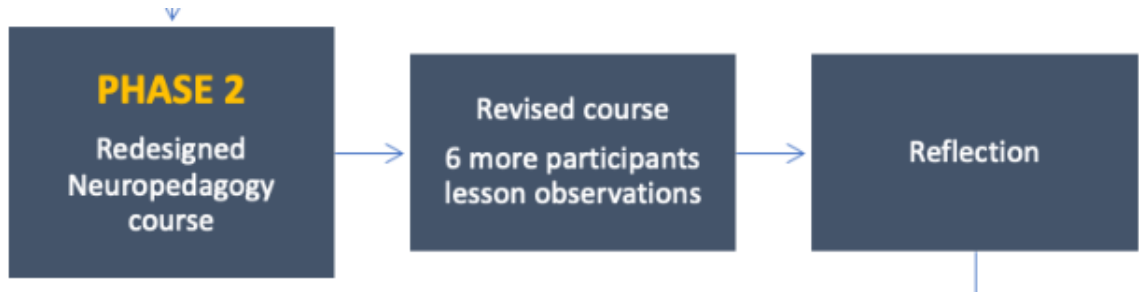 PHASE 2
Redesigned
Neuropedagogy
course
Revised course
6 more participants
lesson observations
Reflection